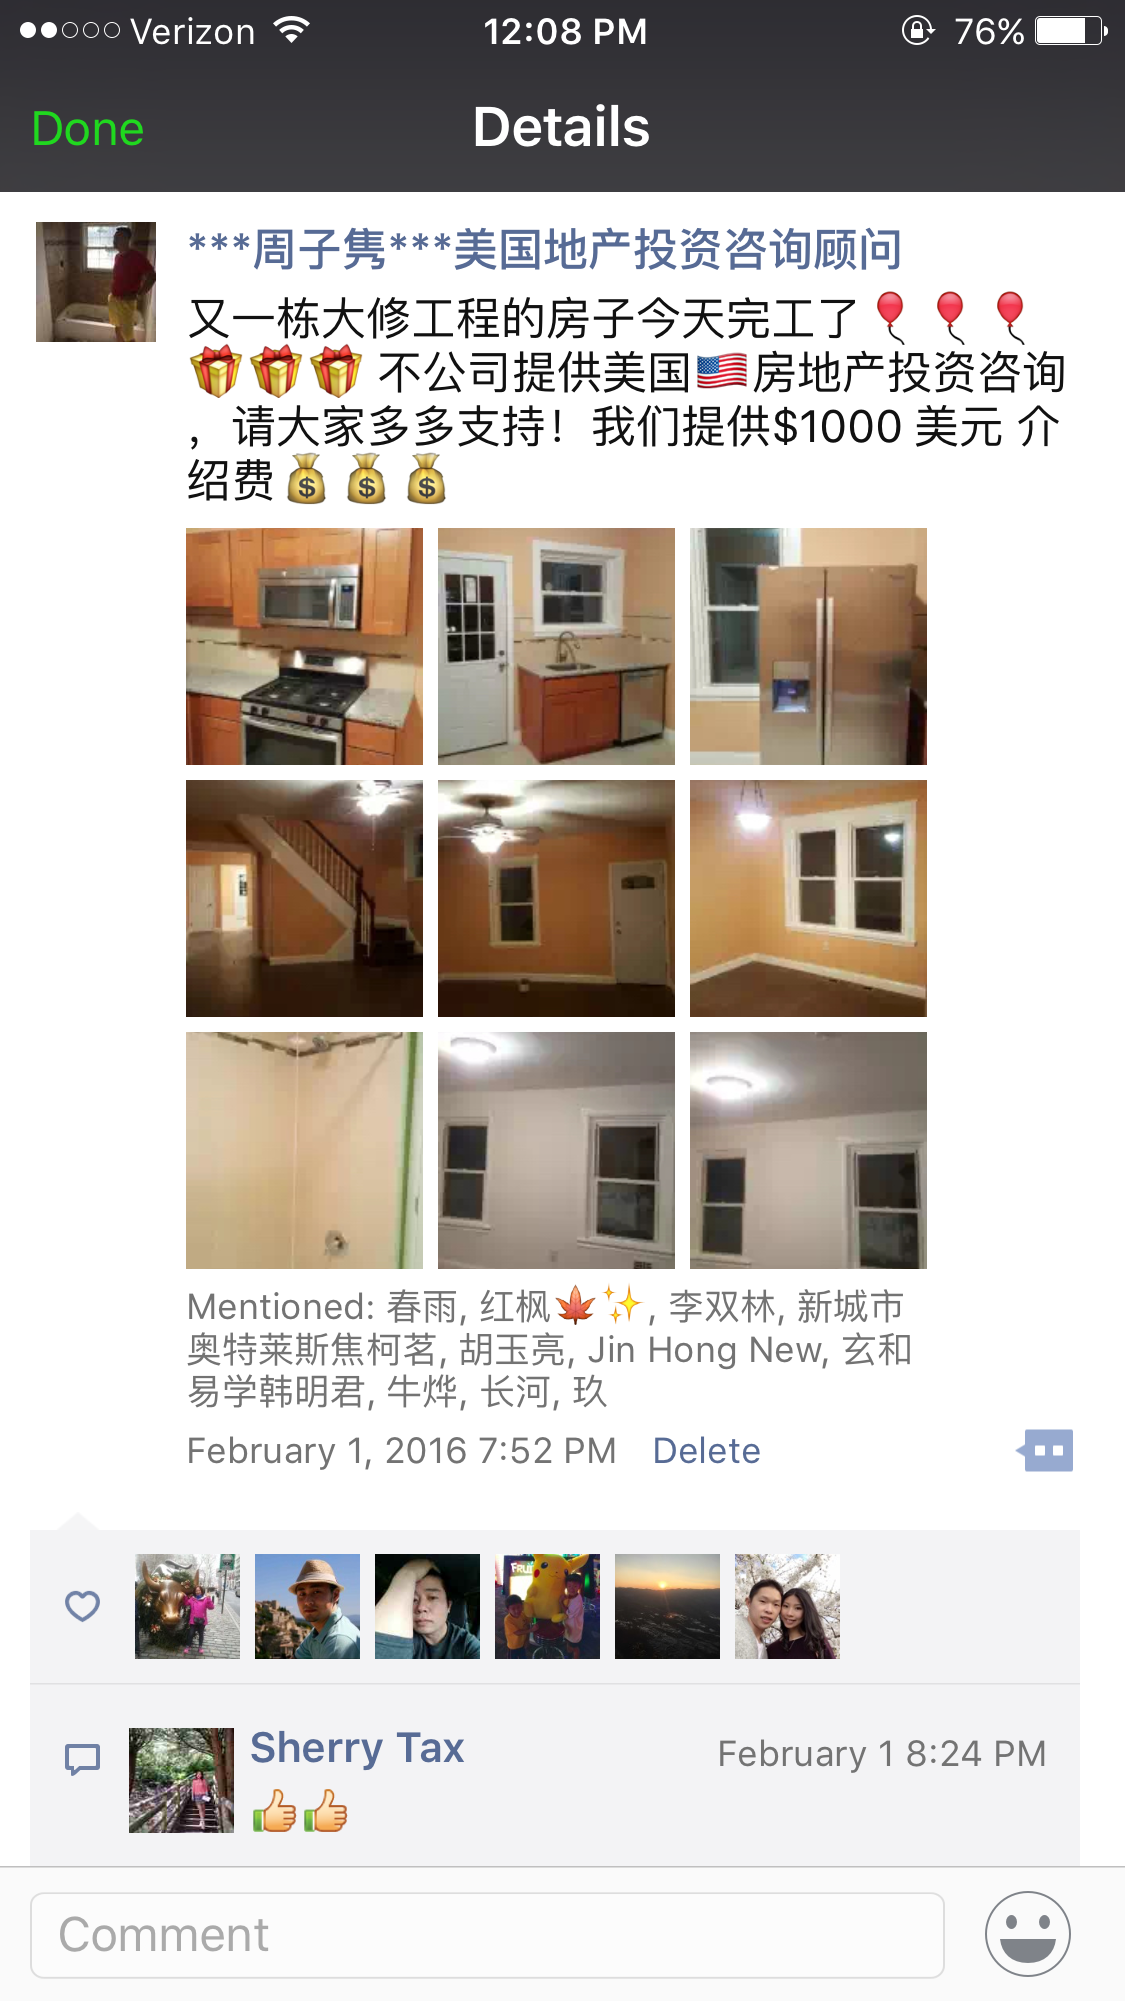 Verizon 12:08 PM 76%
Done Details
***周子隽***美国地产投资咨询顾问
又一栋大修工程的房子今天完工了🎈🎈🎈
🎁🎁🎁 不公司提供美国🇺🇸房地产投资咨询
，请大家多多支持！我们提供$1000 美元 介
绍费💰💰💰
Mentioned: 春雨, 红枫🍁✨, 李双林, 新城市
奥特莱斯焦柯茗, 胡玉亮, Jin Hong New, 玄和
易学韩明君, 牛烨, 长河, 玖
February 1, 2016 7:52 PM Delete
Sherry Tax February 1 8:24 PM
👍👍
Comment